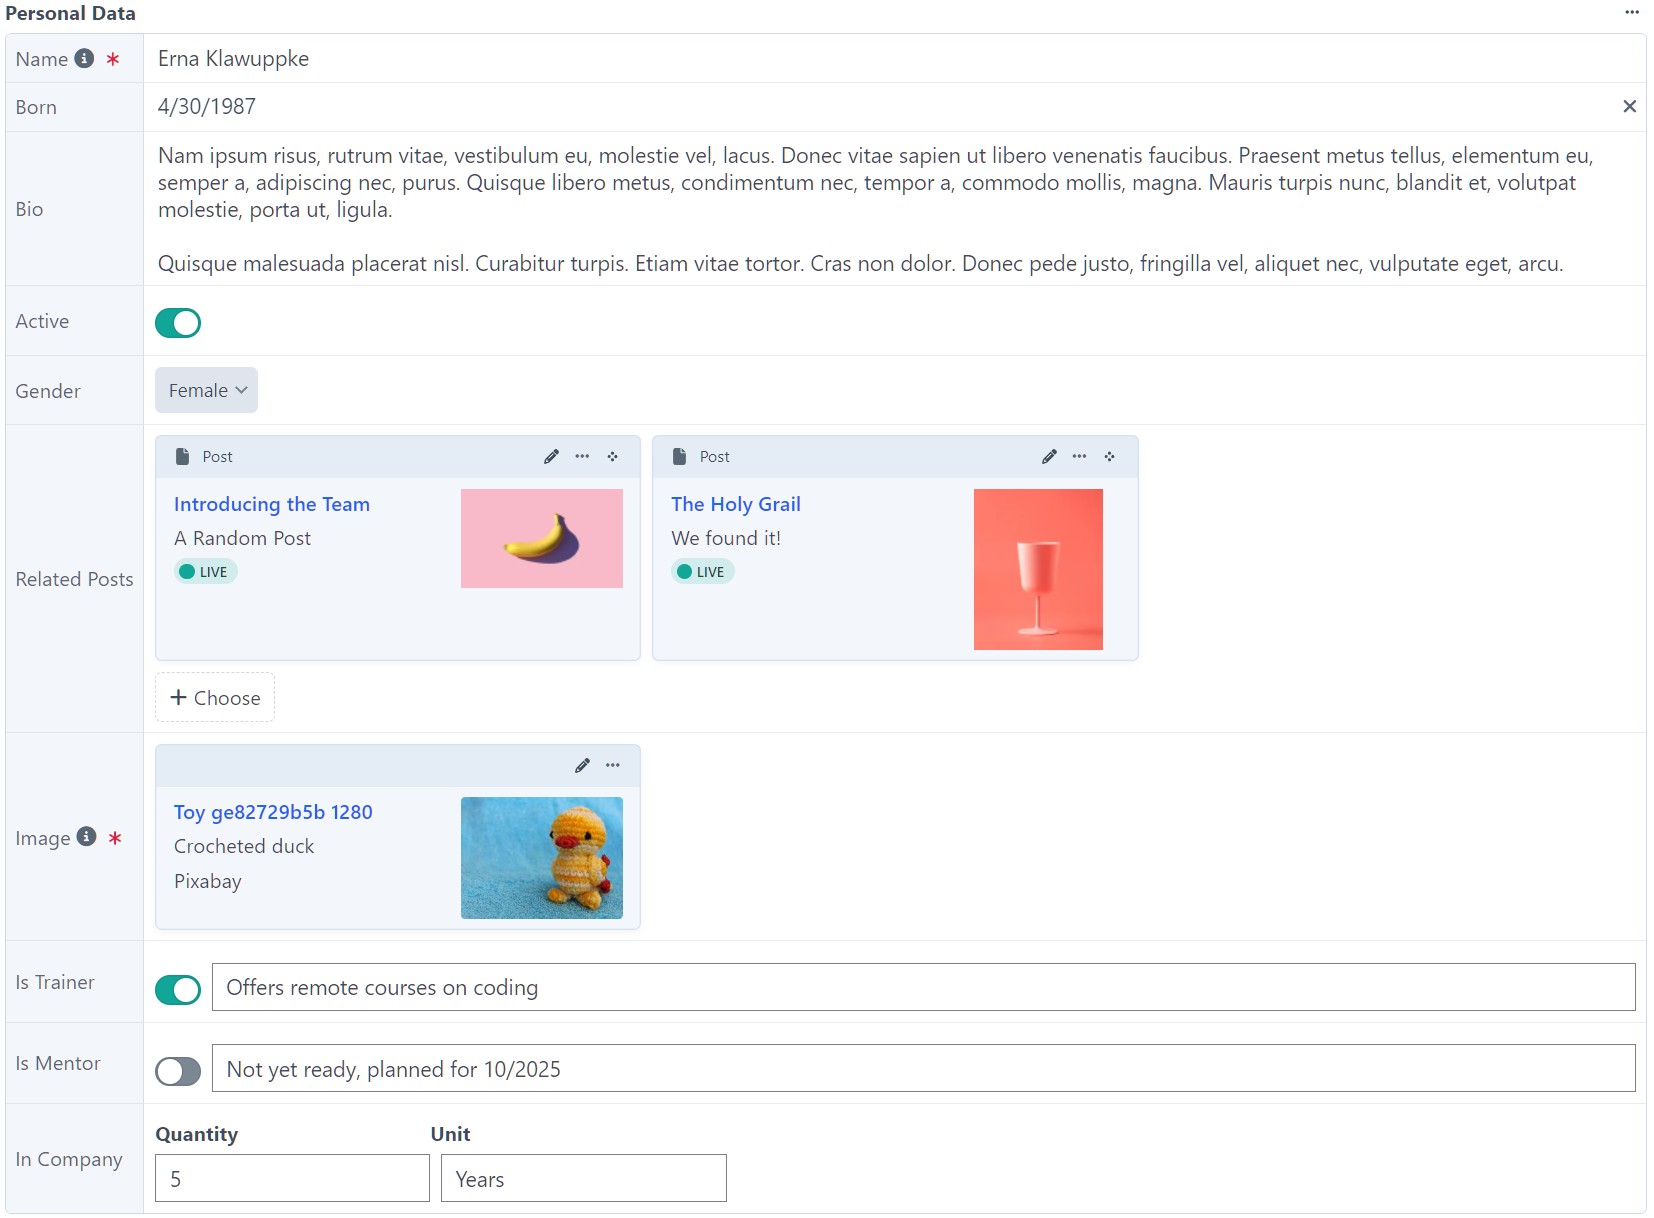 Personal Data
Name *
Erna Klawuppke
Born
4/30/1987
Bio
Nam ipsum risus, rutrum vitae, vestibulum eu, molestie vel, lacus. Donec vitae sapien ut libero venenatis faucibus. Praesent metus tellus, elementum eu,
semper a, adipiscing nec, purus. Quisque libero metus, condimentum nec, tempor a, commodo mollis, magna. Mauris turpis nunc, blandit et, volutpat
molestie, porta ut, ligula.
Quisque malesuada placerat nisl. Curabitur turpis. Etiam vitae tortor. Cras non dolor. Donec pede justo, fringilla vel, aliquet nec, vulputate eget, arcu.
Active
Gender
Female
Related Posts
Post
Introducing the Team
A Random Post
LIVE
Post
The Holy Grail
We found it!
LIVE
+ Choose
Image *
Toy ge82729b5b 1280
Crocheted duck
Pixabay
Is Trainer
Offers remote courses on coding
Is Mentor
Not yet ready, planned for 10/2025
In Company
Quantity
Unit
5
Years